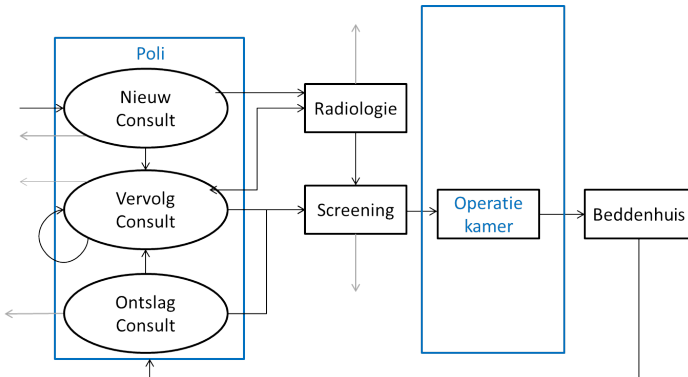 Poli
Nieuw
Consult
Radiologie
Vervolg
Consult
Screening
Operatie
kamer
Beddenhuis
Ontslag
Consult